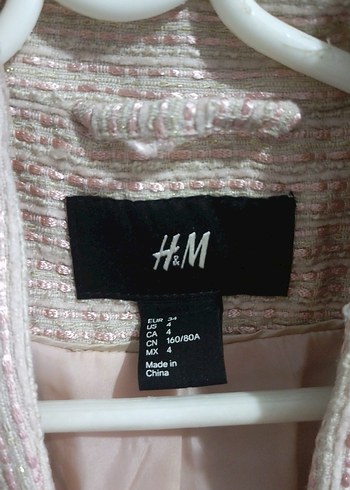 H&M
EUR 34
US 4
CA 4
CN 160/80A
MX 4
Made in
China